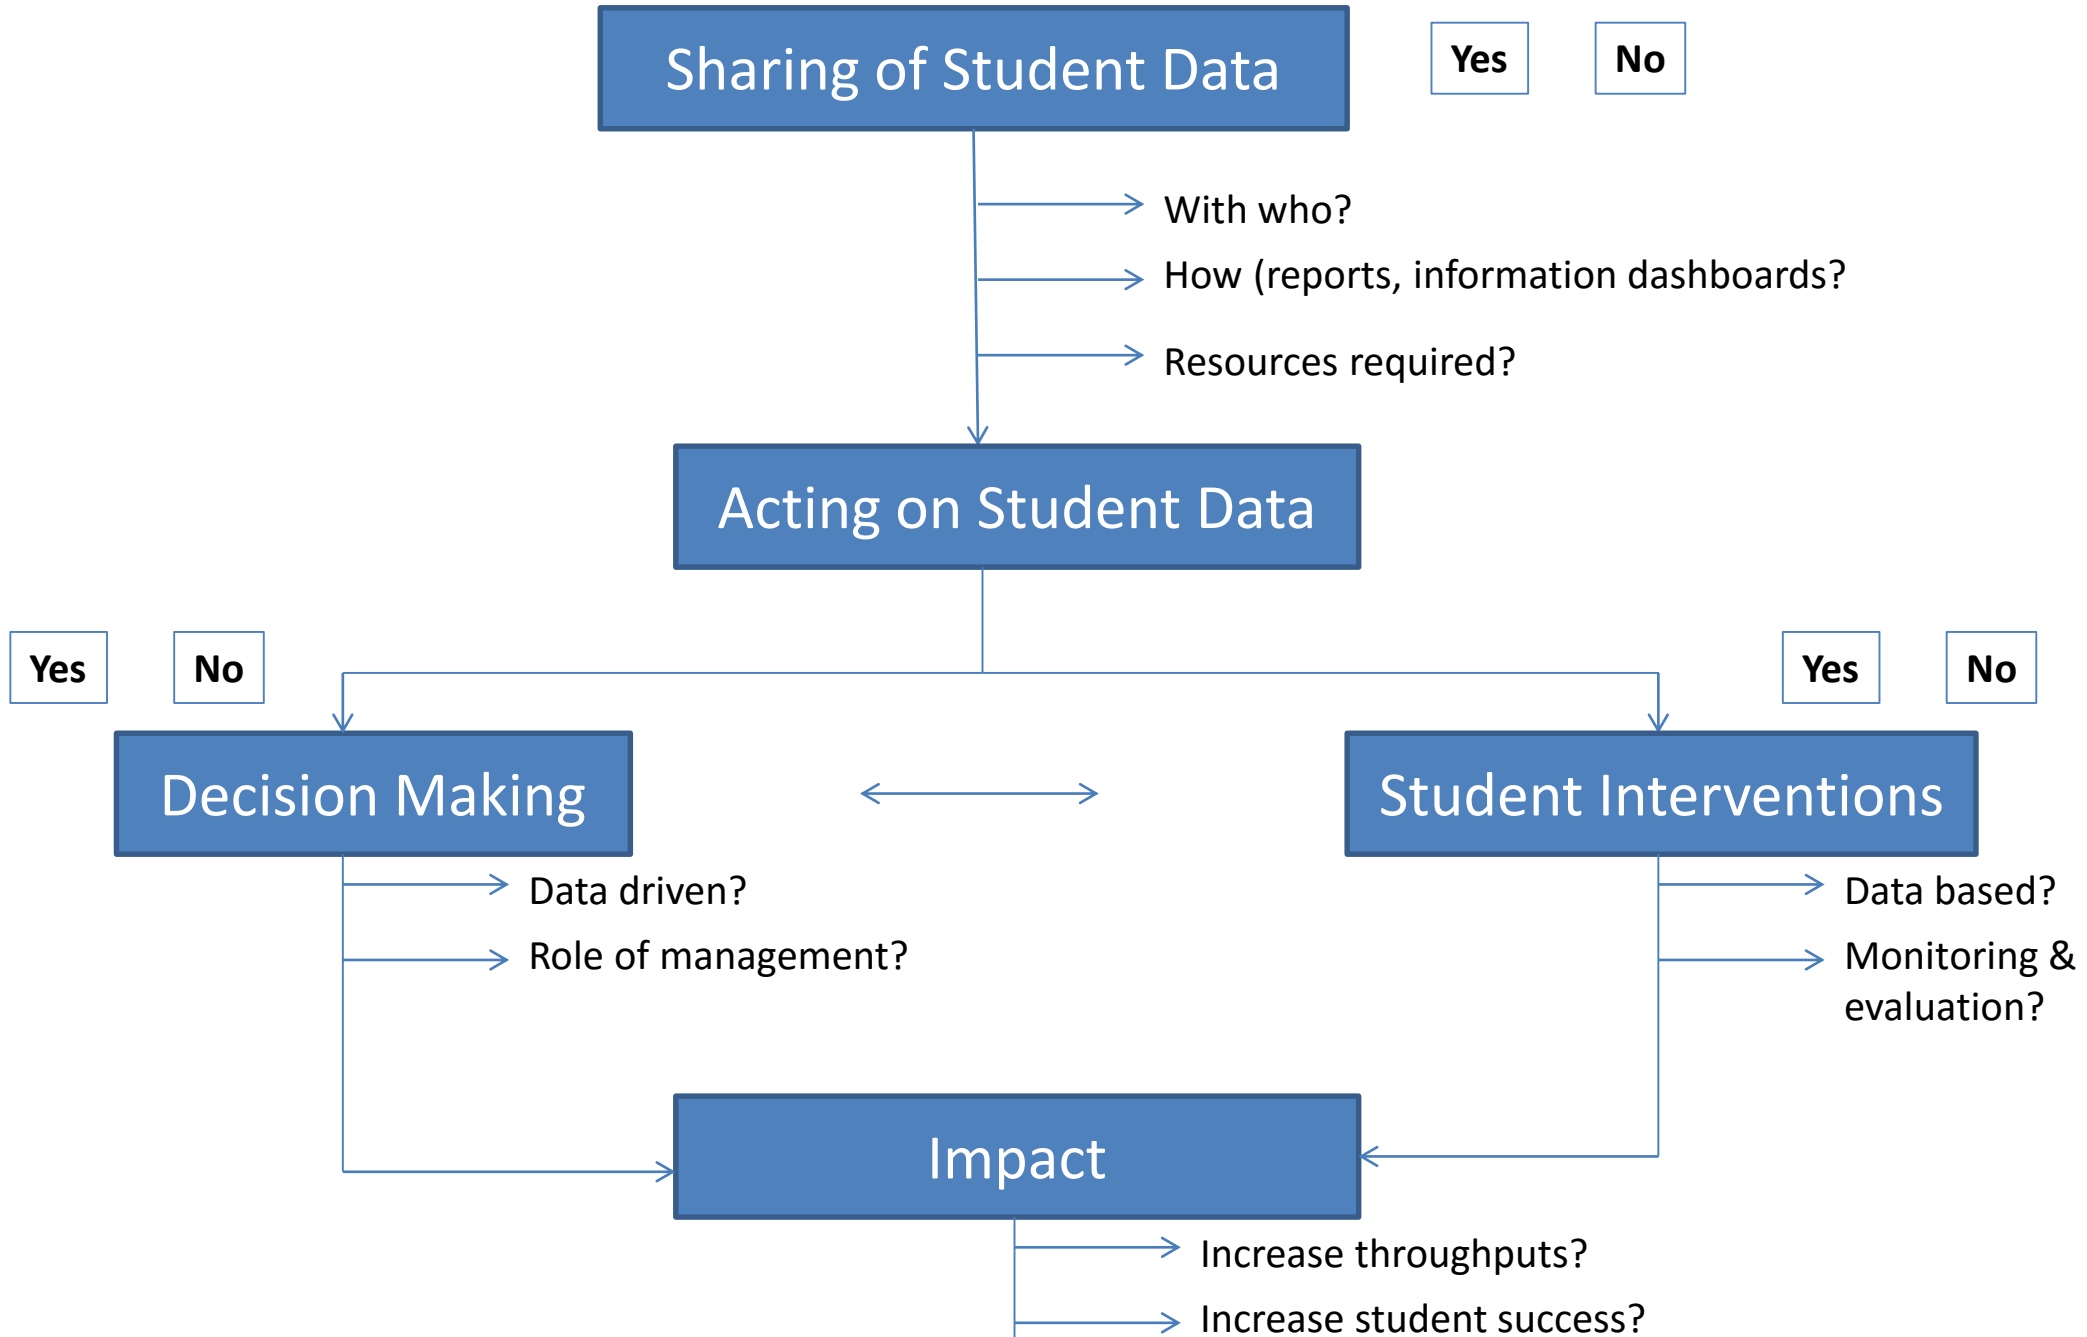 Sharing of Student Data
Yes
No
With who?
How (reports, information dashboards?
Resources required?
Acting on Student Data
Yes
No
Yes
No
Decision Making
Student Interventions
Data driven?
Role of management?
Data based?
Monitoring &
evaluation?
Impact
Increase throughputs?
Increase student success?